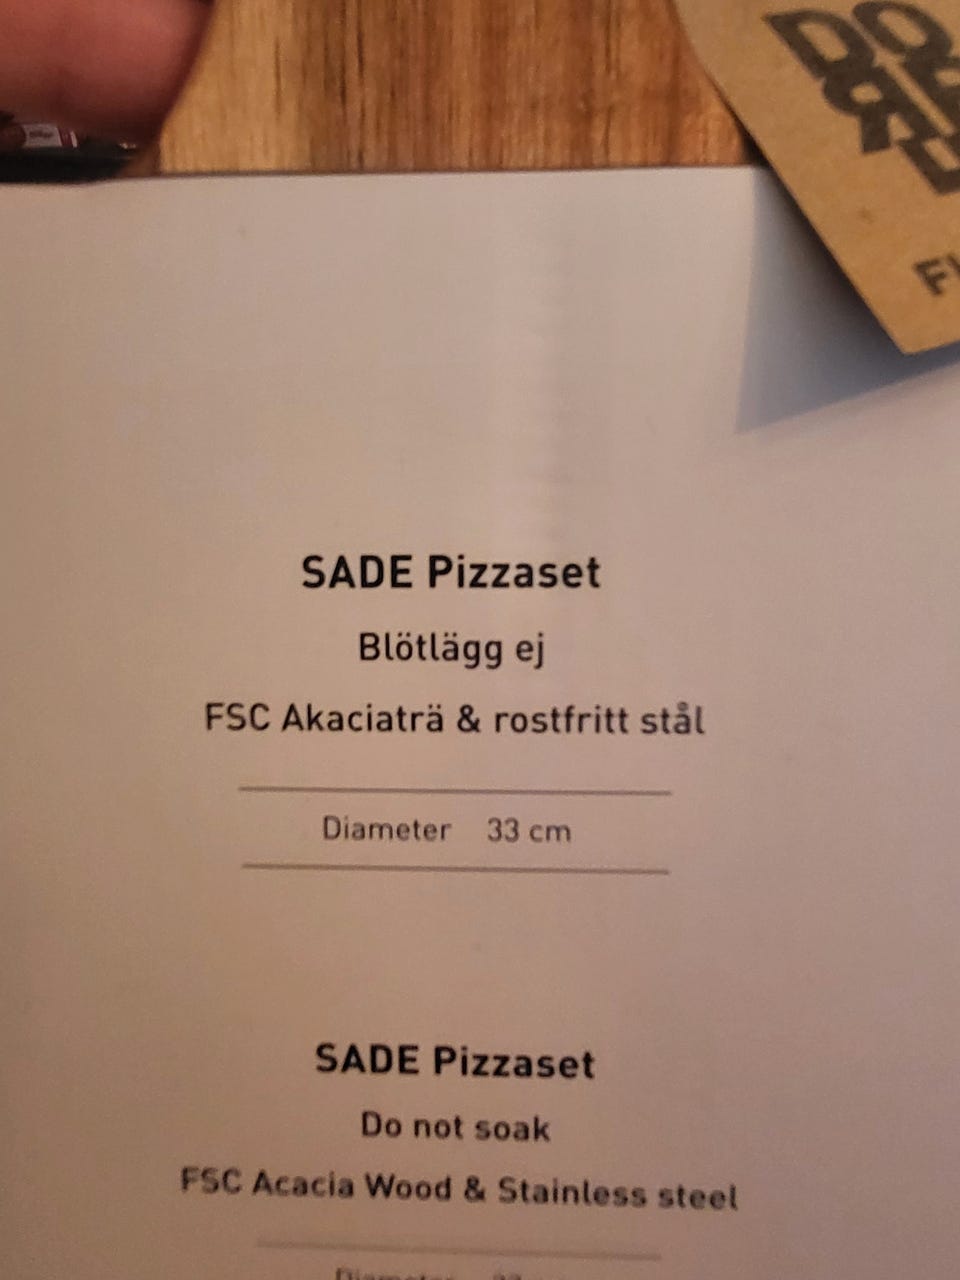 SADE Pizzaset
Blötlägg ej
FSC Akaciaträ & rostfritt stål
Diameter 33 cm
SADE Pizzaset
Do not soak
FSC Acacia Wood & Stainless steel
Diameter